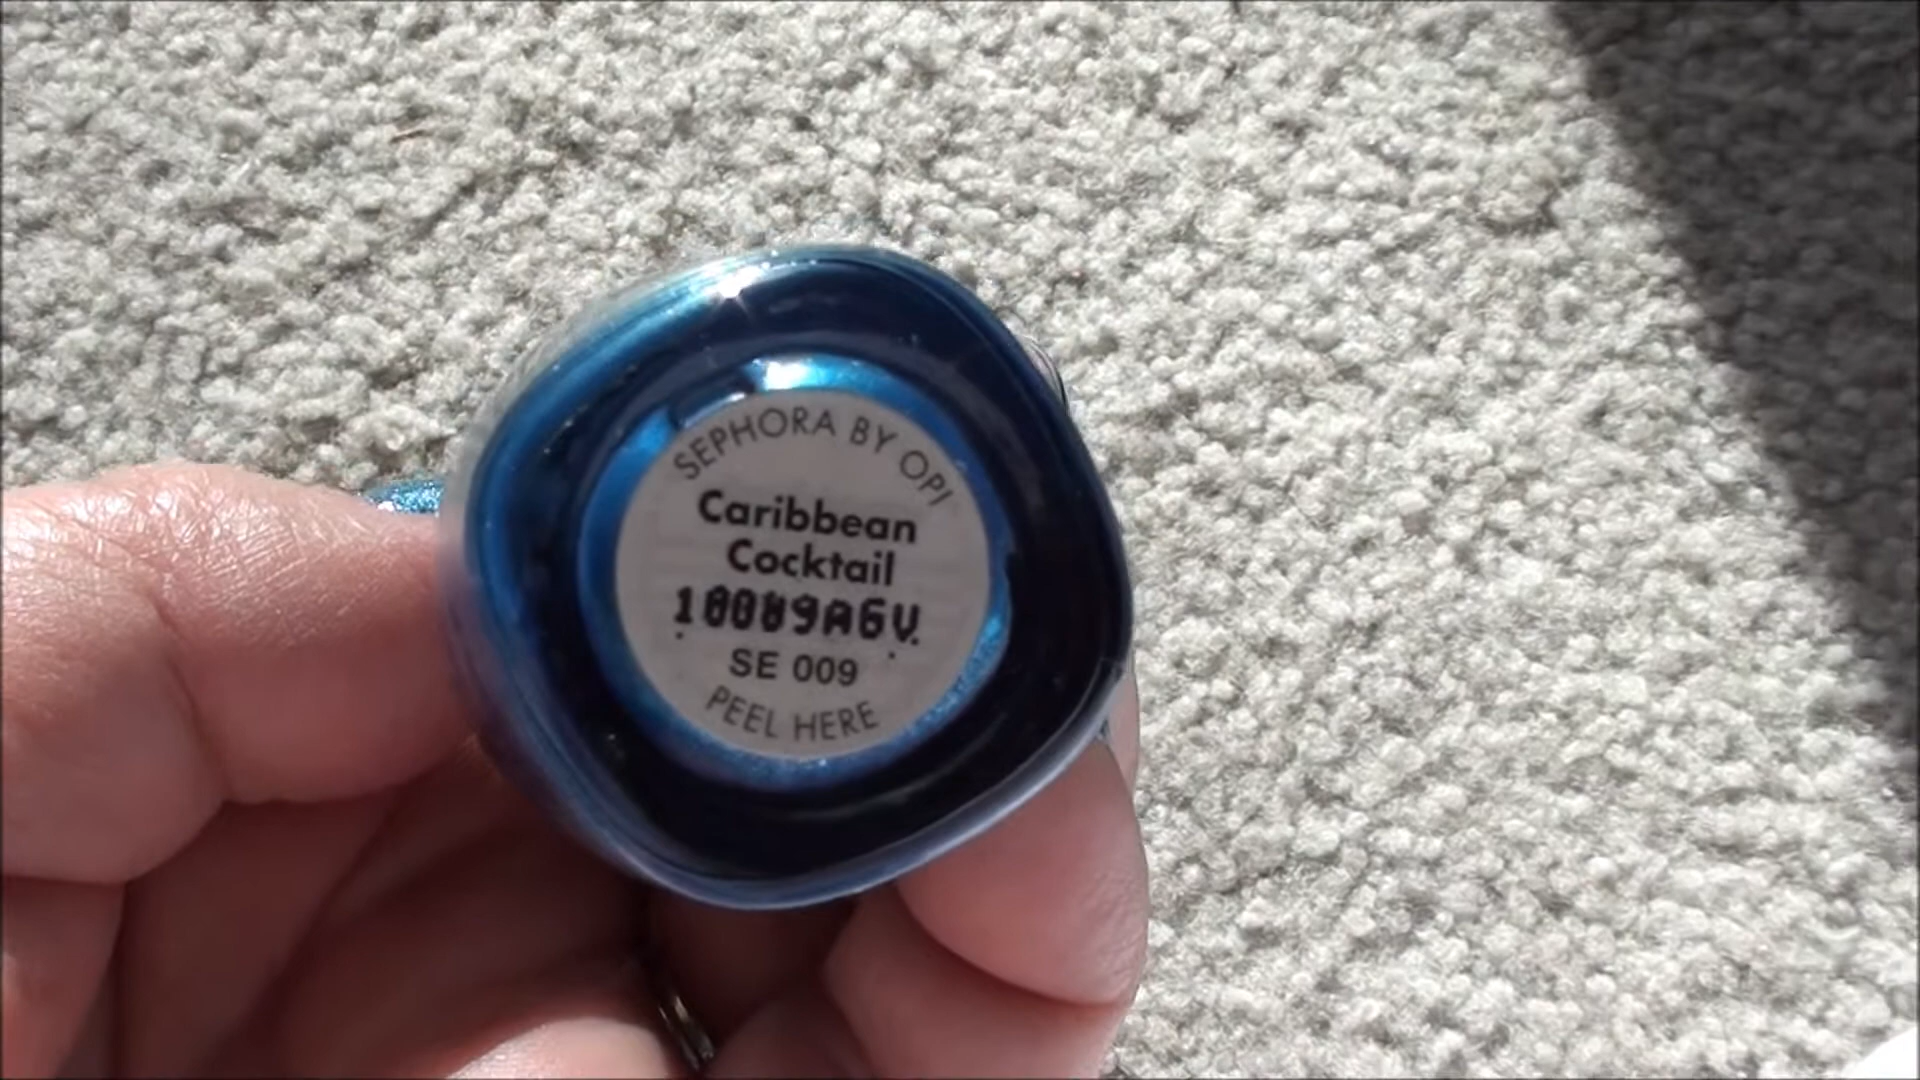 SEPHORA BY OPI
Caribbean
Cocktail
SE 009
PEEL HERE